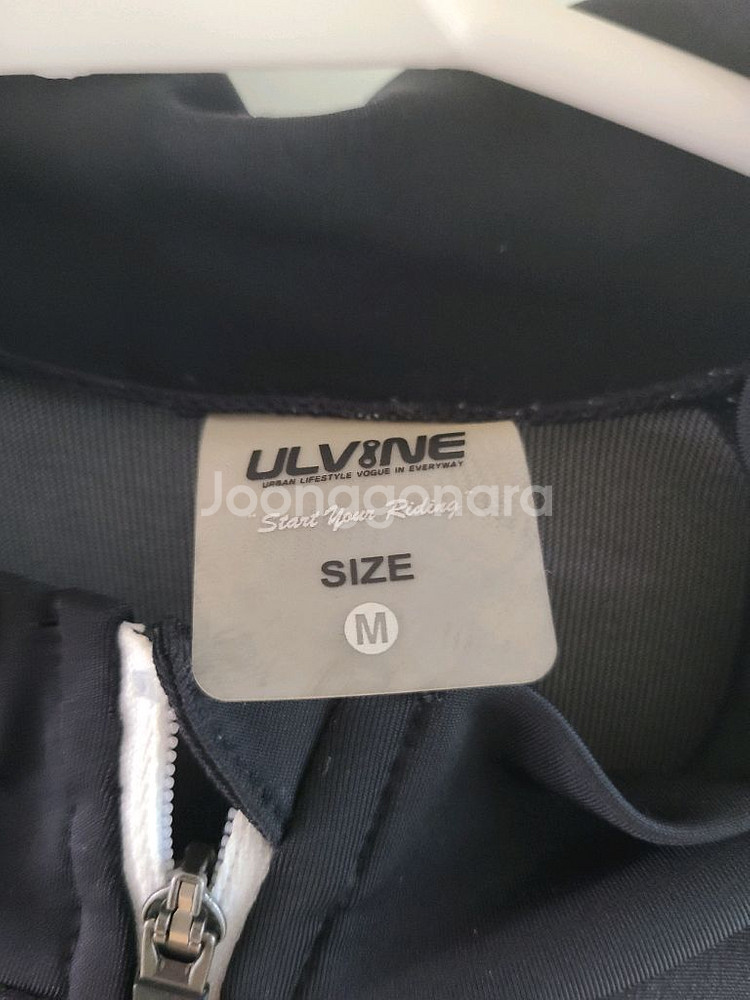 ULVINE
URBAN LIFESTYLE VOGUE IN EVERYWAY
Joonggonara
"Start Your Riding"
SIZE
M